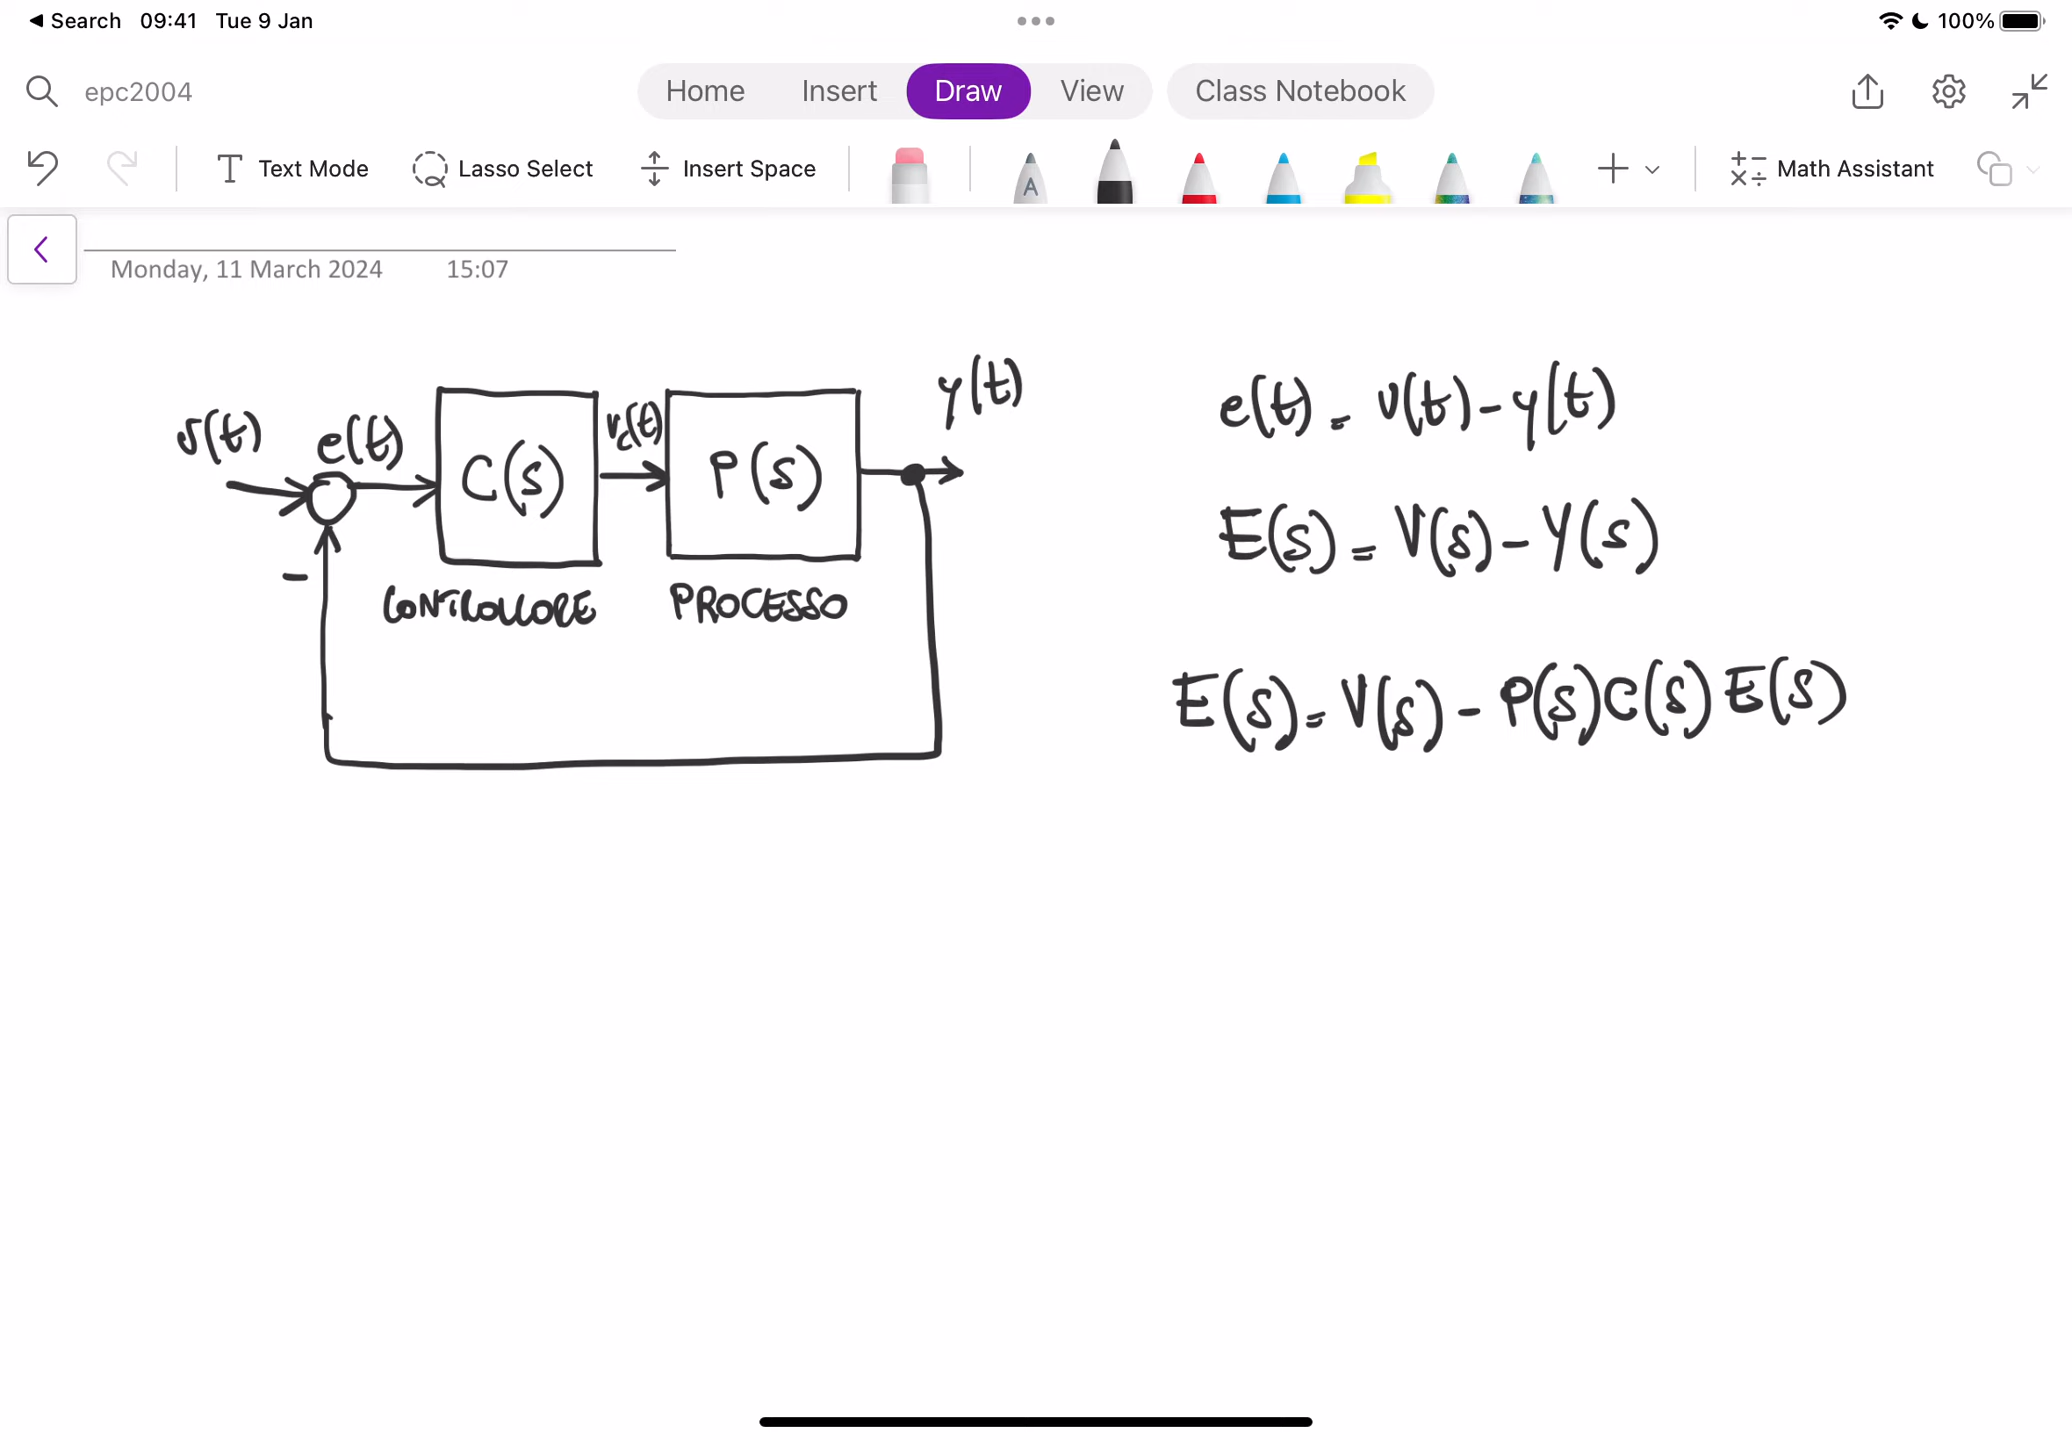 Search 09:41 Tue 9 Jan 100%
epc2004 Home Insert Draw View Class Notebook
Text Mode Lasso Select Insert Space A Math Assistant
Monday, 11 March 2024 15:07
v(t) e(t) C(s) v_c(t) P(s) y(t)
-
CONTROLLORE PROCESSO
e(t) = v(t) - y(t)
E(s) = V(s) - Y(s)
E(s) = V(s) - P(s)C(s)E(s)